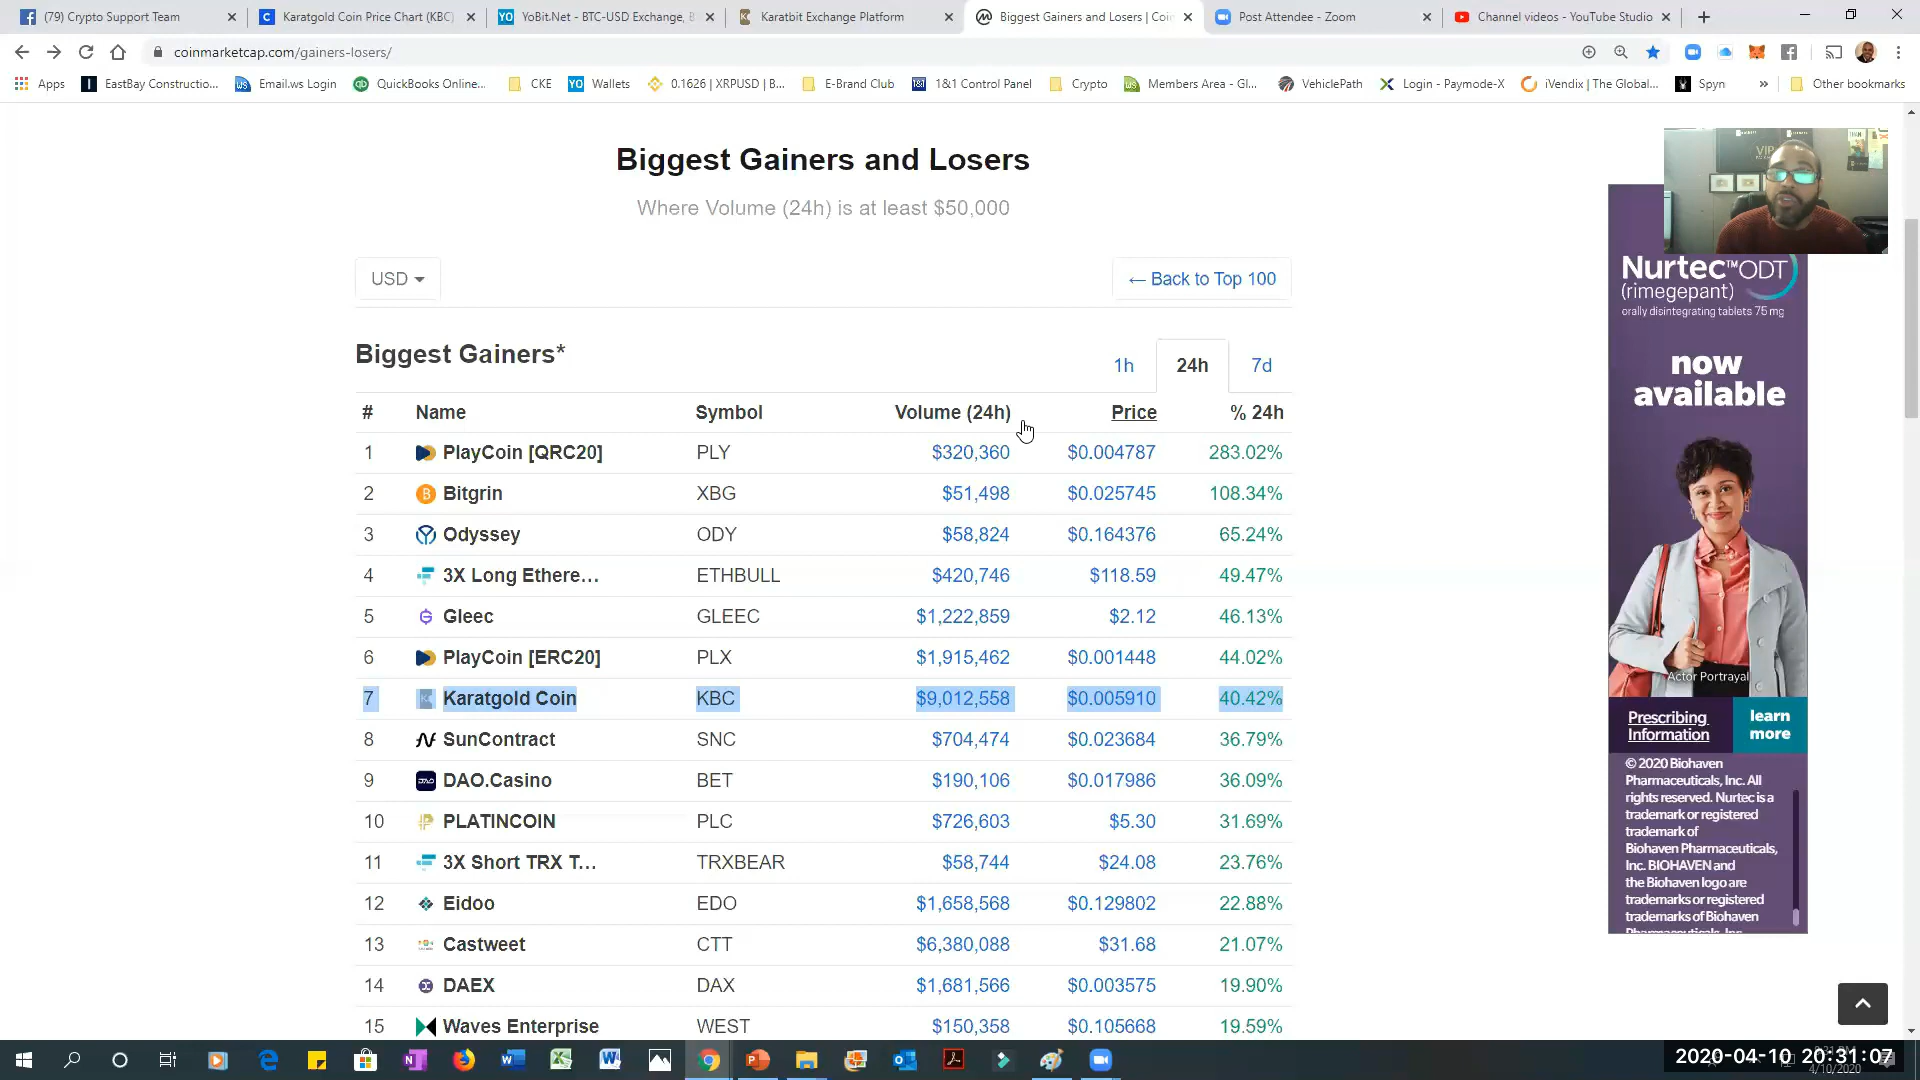 (79) Crypto Support Team
Karatgold Coin Price Chart (KBC)
YoBit.Net - BTC-USD Exchange, B
Karatbit Exchange Platform
Biggest Gainers and Losers | Coin
Post Attendee - Zoom
Channel videos - YouTube Studio
coinmarketcap.com/gainers-losers/
Apps
EastBay Constructio...
Email.ws Login
QuickBooks Online...
CKE
YO Wallets
0.1626 | XRPUSD | B...
E-Brand Club
1&1 Control Panel
Crypto
Members Area - Gl...
VehiclePath
Login - Paymode-X
iVendix | The Global...
Spyn
Other bookmarks
Biggest Gainers and Losers
Where Volume (24h) is at least $50,000
USD
← Back to Top 100
Biggest Gainers*
1h 24h 7d
# Name Symbol Volume (24h) Price % 24h
1 PlayCoin [QRC20] PLY $320,360 $0.004787 283.02%
2 Bitgrin XBG $51,498 $0.025745 108.34%
3 Odyssey ODY $58,824 $0.164376 65.24%
4 3X Long Ethere... ETHBULL $420,746 $118.59 49.47%
5 Gleec GLEEC $1,222,859 $2.12 46.13%
6 PlayCoin [ERC20] PLX $1,915,462 $0.001448 44.02%
7 Karatgold Coin KBC $9,012,558 $0.005910 40.42%
8 SunContract SNC $704,474 $0.023684 36.79%
9 DAO.Casino BET $190,106 $0.017986 36.09%
10 PLATINCOIN PLC $726,603 $5.30 31.69%
11 3X Short TRX T... TRXBEAR $58,744 $24.08 23.76%
12 Eidoo EDO $1,658,568 $0.129802 22.88%
13 Castweet CTT $6,380,088 $31.68 21.07%
14 DAEX DAX $1,681,566 $0.003575 19.90%
15 Waves Enterprise WEST $150,358 $0.105668 19.59%
VIP
Nurtec™ODT
(rimegepant)
orally disintegrating tablets 75 mg
now
available
Actor Portrayal
Prescribing
Information
learn
more
© 2020 Biohaven
Pharmaceuticals, Inc. All
rights reserved. Nurtec is a
trademark or registered
trademark of
Biohaven Pharmaceuticals,
Inc. BIOHAVEN and
the Biohaven logo are
trademarks or registered
trademarks of Biohaven
Pharmaceuticals, Inc.
2020-04-10 20:31:07
4/10/2020